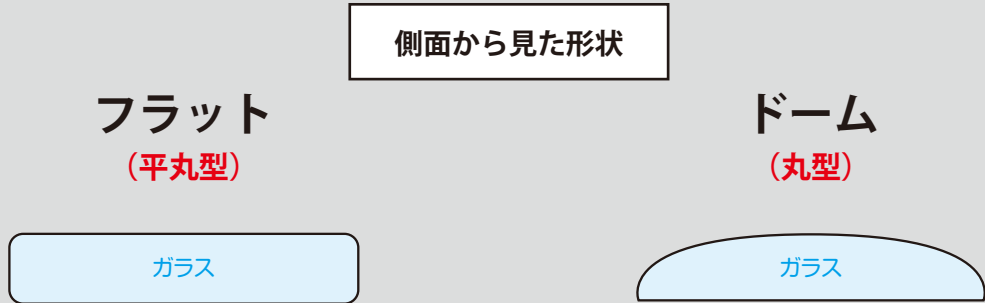 側面から見た形状
フラット
（平丸型）
ガラス
ドーム
（丸型）
ガラス